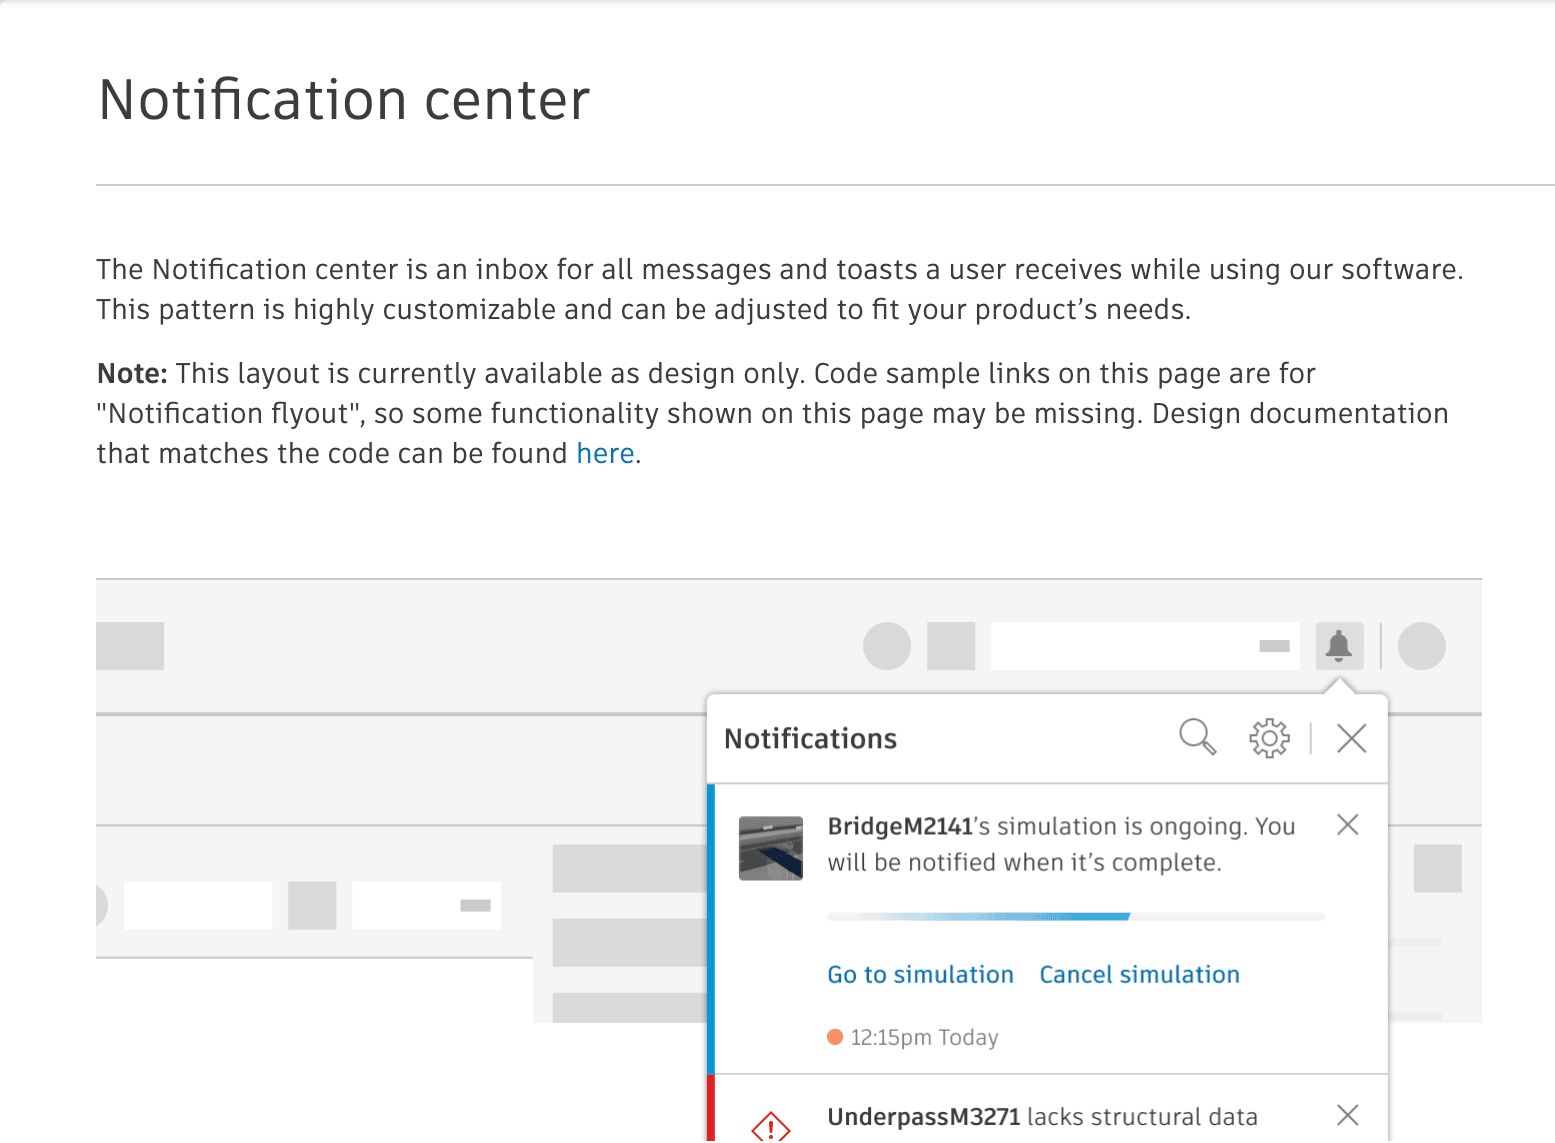 Notification center
The Notification center is an inbox for all messages and toasts a user receives while using our software.
This pattern is highly customizable and can be adjusted to fit your product’s needs.
Note: This layout is currently available as design only. Code sample links on this page are for
"Notification flyout", so some functionality shown on this page may be missing. Design documentation
that matches the code can be found here.
Notifications
BridgeM2141’s simulation is ongoing. You
will be notified when it’s complete.
Go to simulation Cancel simulation
12:15pm Today
UnderpassM3271 lacks structural data